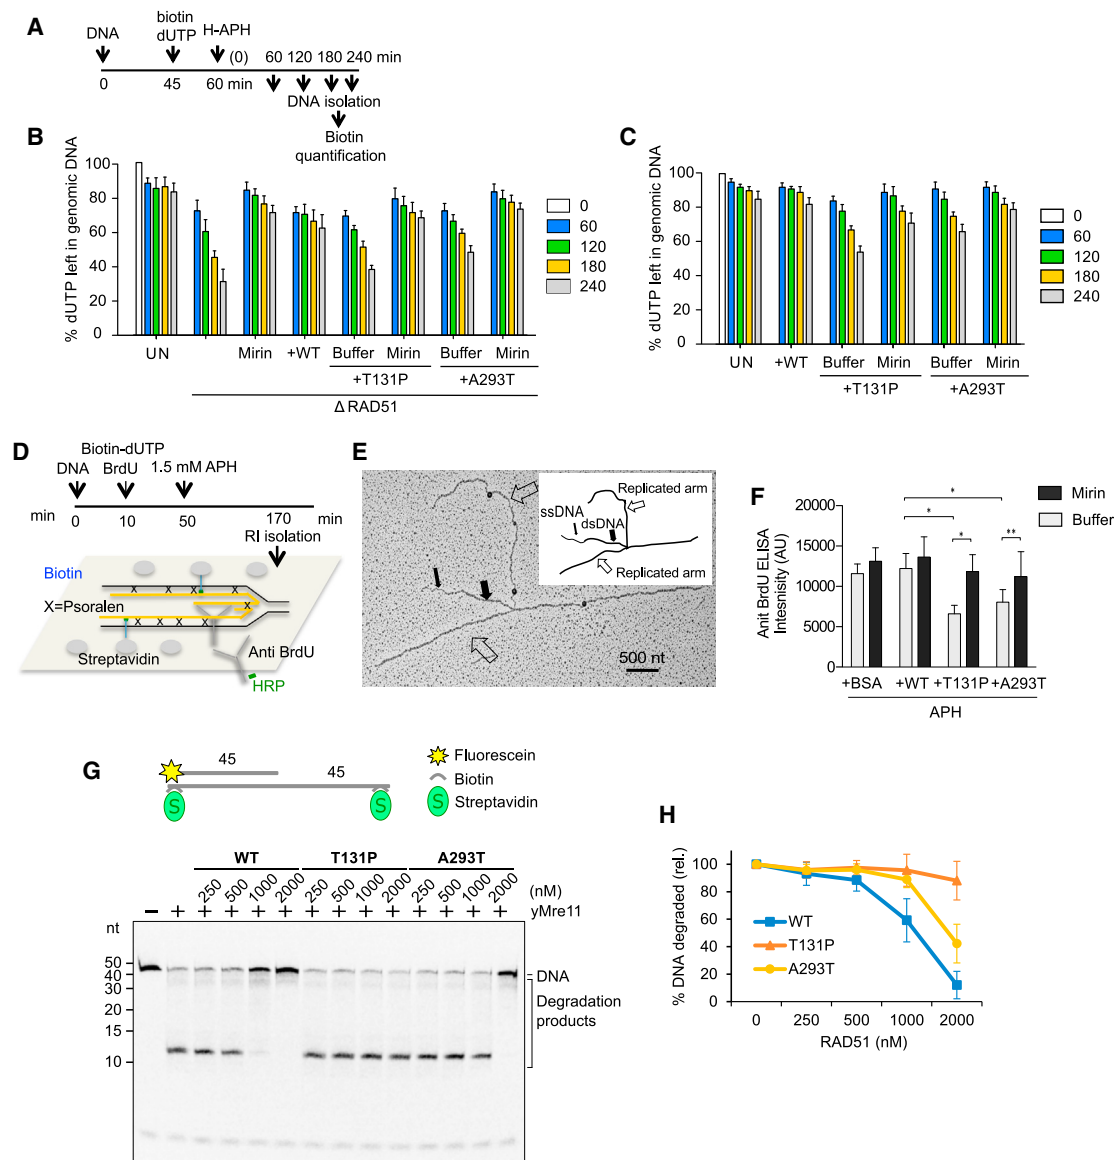 A
DNA
biotin
dUTP
H-APH
(0)
60 120 180 240 min
0
45
60 min
DNA isolation
Biotin
quantification
B
% dUTP left in genomic DNA
100
80
60
40
20
0
UN
Mirin
+WT
Buffer
Mirin
Buffer
Mirin
+T131P
+A293T
Δ RAD51
0
60
120
180
240
C
% dUTP left in genomic DNA
100
80
60
40
20
0
UN
+WT
Buffer
Mirin
Buffer
Mirin
+T131P
+A293T
0
60
120
180
240
D
Biotin-dUTP
DNA
BrdU
1.5 mM APH
min
0
10
50
170
min
RI isolation
Biotin
X=Psoralen
X X X X X
X
X X X X X
Streptavidin
Anti BrdU
HRP
E
Replicated arm
ssDNA
dsDNA
Replicated arm
500 nt
F
Anit BrdU ELISA
Intesnisity (AU)
20000
15000
10000
5000
0
*
*
*
**
Mirin
Buffer
+BSA
+WT
+T131P
+A293T
APH
G
45
45
S
S
Fluorescein
Biotin
S
Streptavidin
WT
T131P
A293T
250
500
1000
2000
250
500
1000
2000
250
500
1000
2000
(nM)
− + + + + + + + + + + + + + yMre11
nt
50
40
30
20
15
10
DNA
Degradation
products
H
% DNA degraded (rel.)
100
80
60
40
20
0
WT
T131P
A293T
0
250
500
1000
2000
RAD51 (nM)